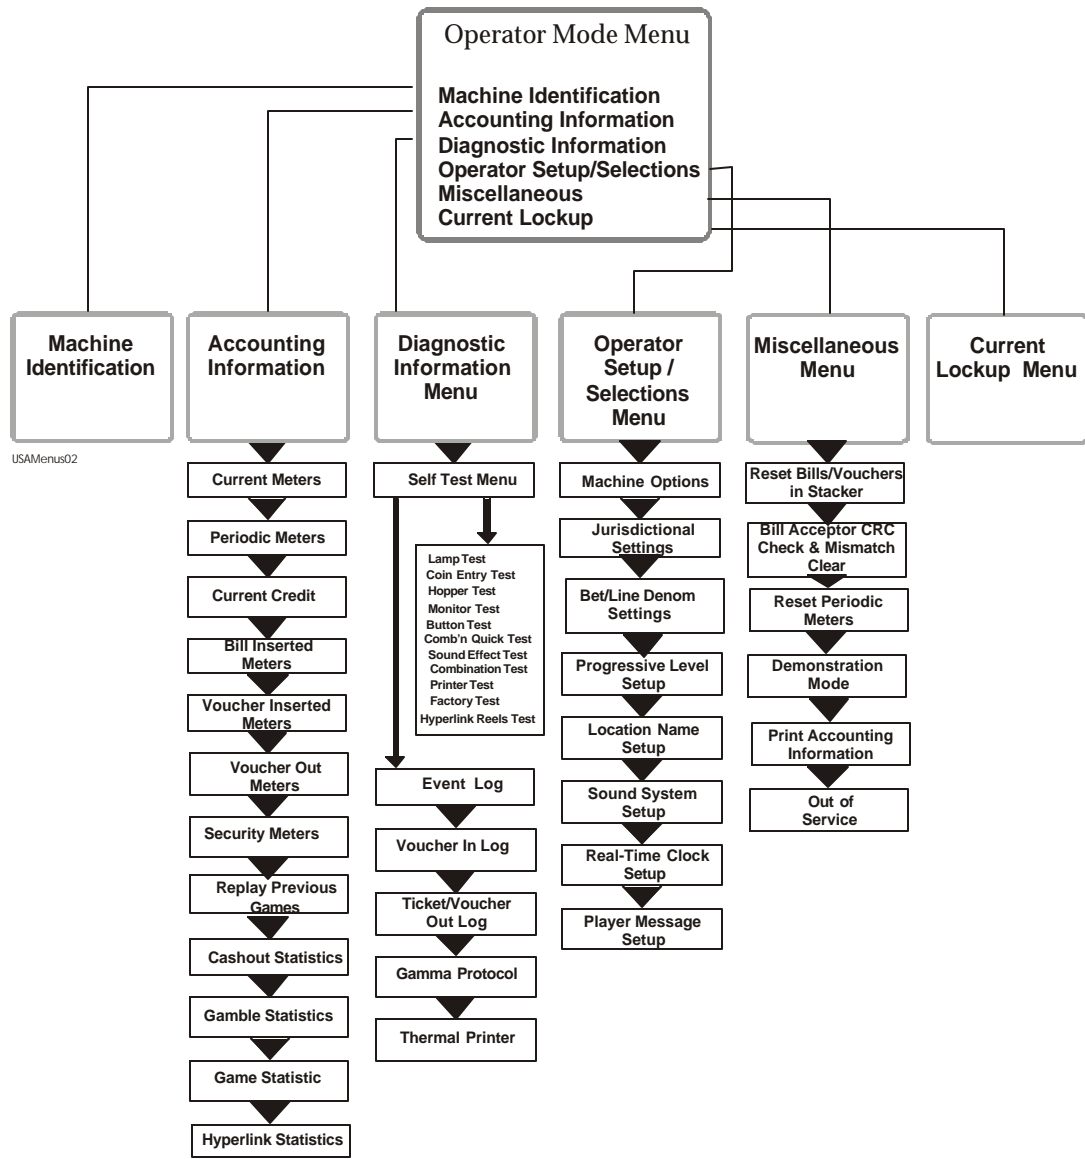 Operator Mode Menu
Machine Identification
Accounting Information
Diagnostic Information
Operator Setup/Selections
Miscellaneous
Current Lockup
Machine
Identification
USAMenus02
Accounting
Information
Current Meters
Periodic Meters
Current Credit
Bill Inserted
Meters
Voucher Inserted
Meters
Voucher Out
Meters
Security Meters
Replay Previous
Games
Cashout Statistics
Gamble Statistics
Game Statistic
Hyperlink Statistics
Diagnostic
Information
Menu
Self Test Menu
Lamp Test
Coin Entry Test
Hopper Test
Monitor Test
Button Test
Comb'n Quick Test
Sound Effect Test
Combination Test
Printer Test
Factory Test
Hyperlink Reels Test
Event Log
Voucher In Log
Ticket/Voucher
Out Log
Gamma Protocol
Thermal Printer
Operator
Setup /
Selections
Menu
Machine Options
Jurisdictional
Settings
Bet/Line Denom
Settings
Progressive Level
Setup
Location Name
Setup
Sound System
Setup
Real-Time Clock
Setup
Player Message
Setup
Miscellaneous
Menu
Reset Bills/Vouchers
in Stacker
Bill Acceptor CRC
Check & Mismatch
Clear
Reset Periodic
Meters
Demonstration
Mode
Print Accounting
Information
Out of
Service
Current
Lockup Menu